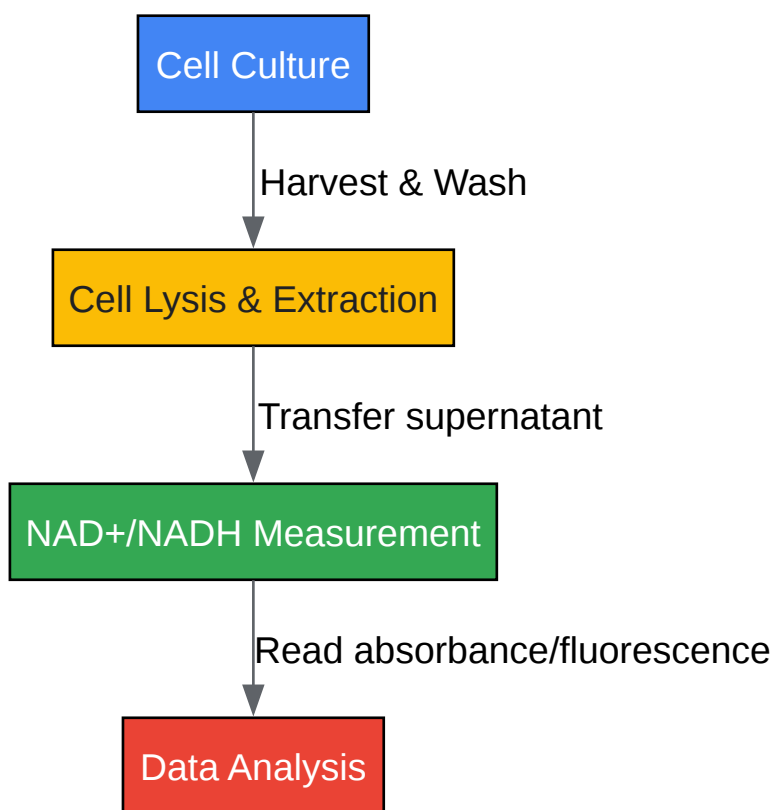 Cell Culture
Harvest & Wash
Cell Lysis & Extraction
Transfer supernatant
NAD+/NADH Measurement
Read absorbance/fluorescence
Data Analysis